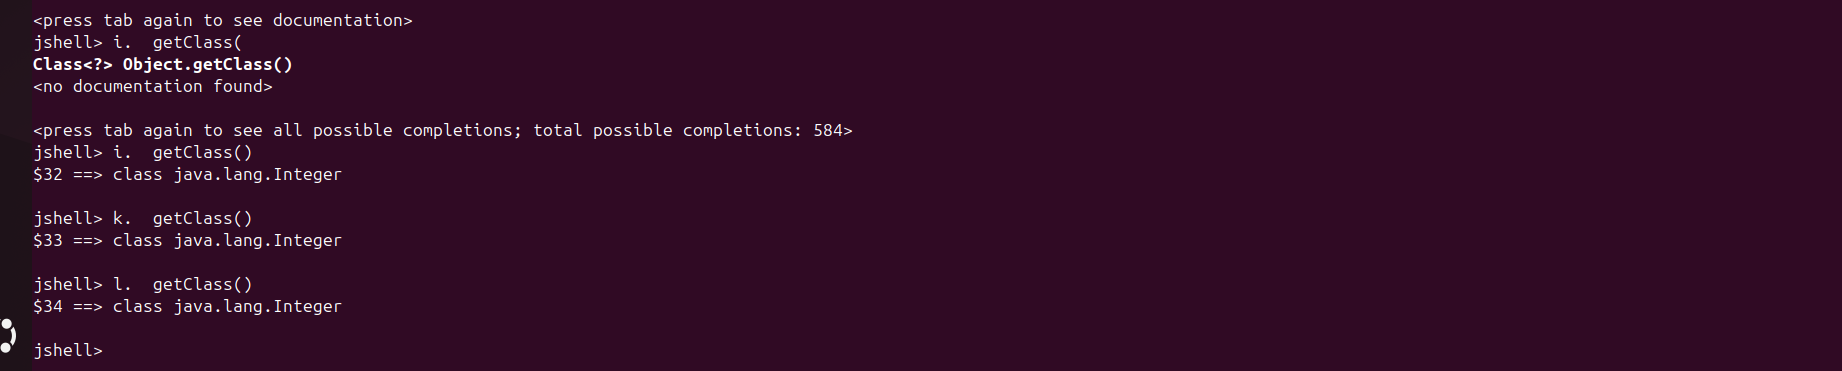 <press tab again to see documentation>
jshell> i.  getClass(
Class<?> Object.getClass()
<no documentation found>
<press tab again to see all possible completions; total possible completions: 584>
jshell> i.  getClass()
$32 ==> class java.lang.Integer
jshell> k.  getClass()
$33 ==> class java.lang.Integer
jshell> l.  getClass()
$34 ==> class java.lang.Integer
jshell>